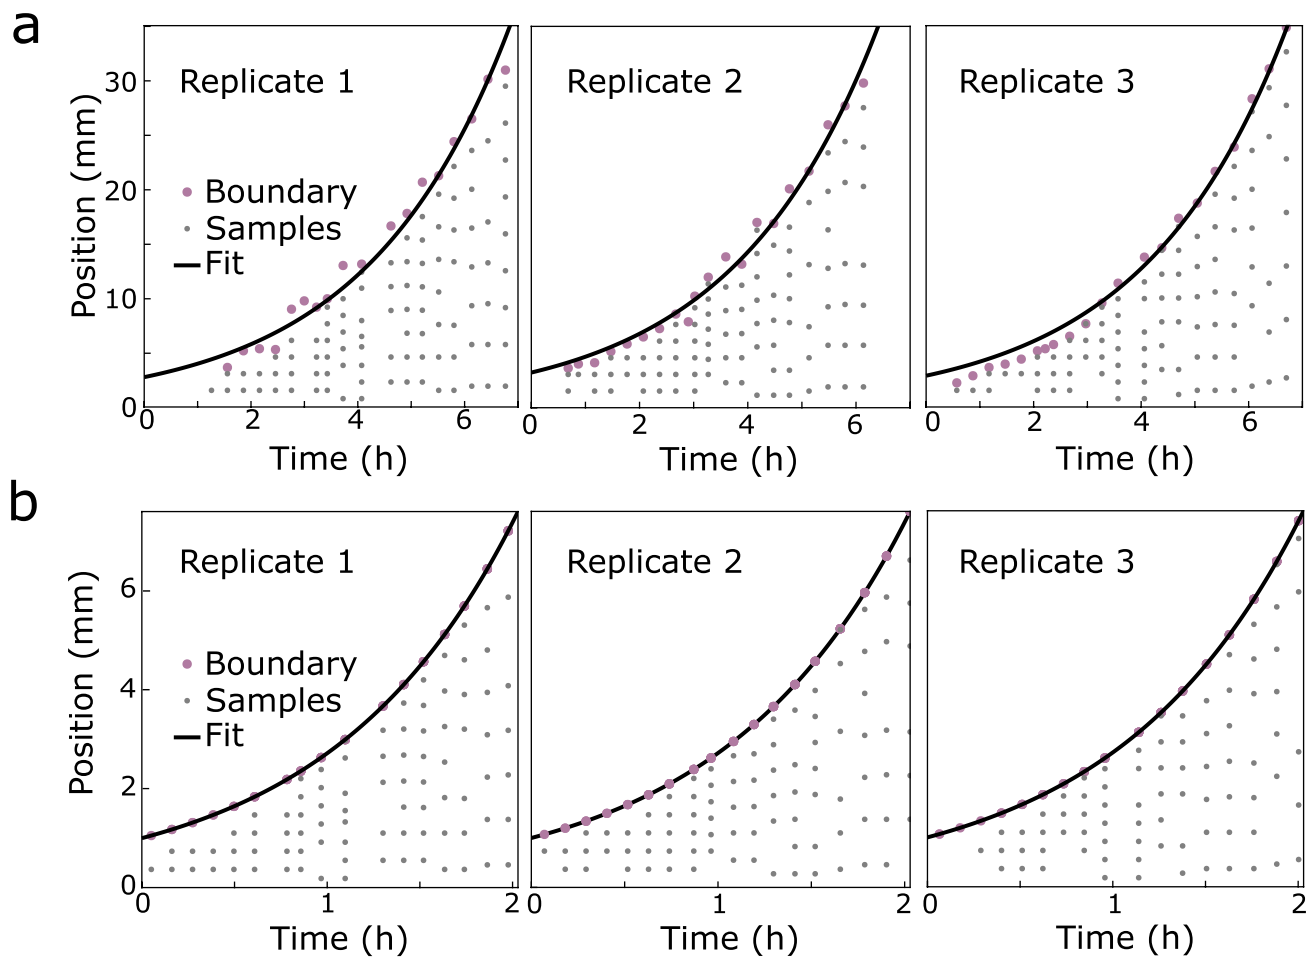 a
Replicate 1
Replicate 2
Replicate 3
Position (mm)
30
20
10
0
Boundary
Samples
Fit
0 2 4 6
0 2 4 6
0 2 4 6
Time (h)
Time (h)
Time (h)
b
Replicate 1
Replicate 2
Replicate 3
Position (mm)
6
4
2
0
Boundary
Samples
Fit
0 1 2
0 1 2
0 1 2
Time (h)
Time (h)
Time (h)